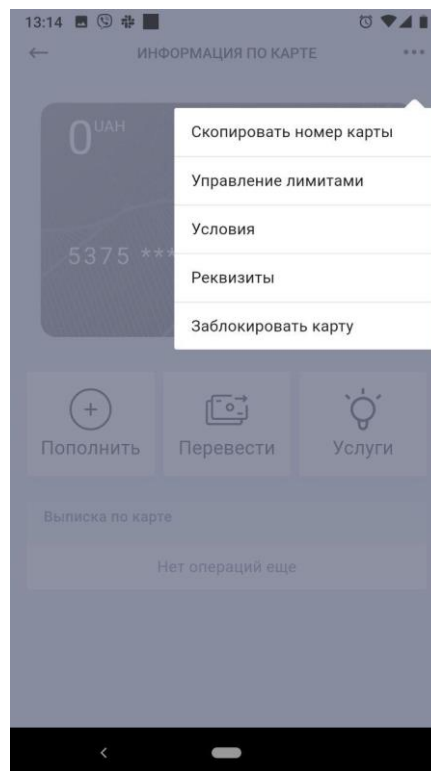 13:14
ИНФОРМАЦИЯ ПО КАРТЕ
0 UAH
Скопировать номер карты
Управление лимитами
Условия
5375 ***
Реквизиты
Заблокировать карту
Пополнить
Перевести
Услуги
Выписка по карте
Нет операций еще